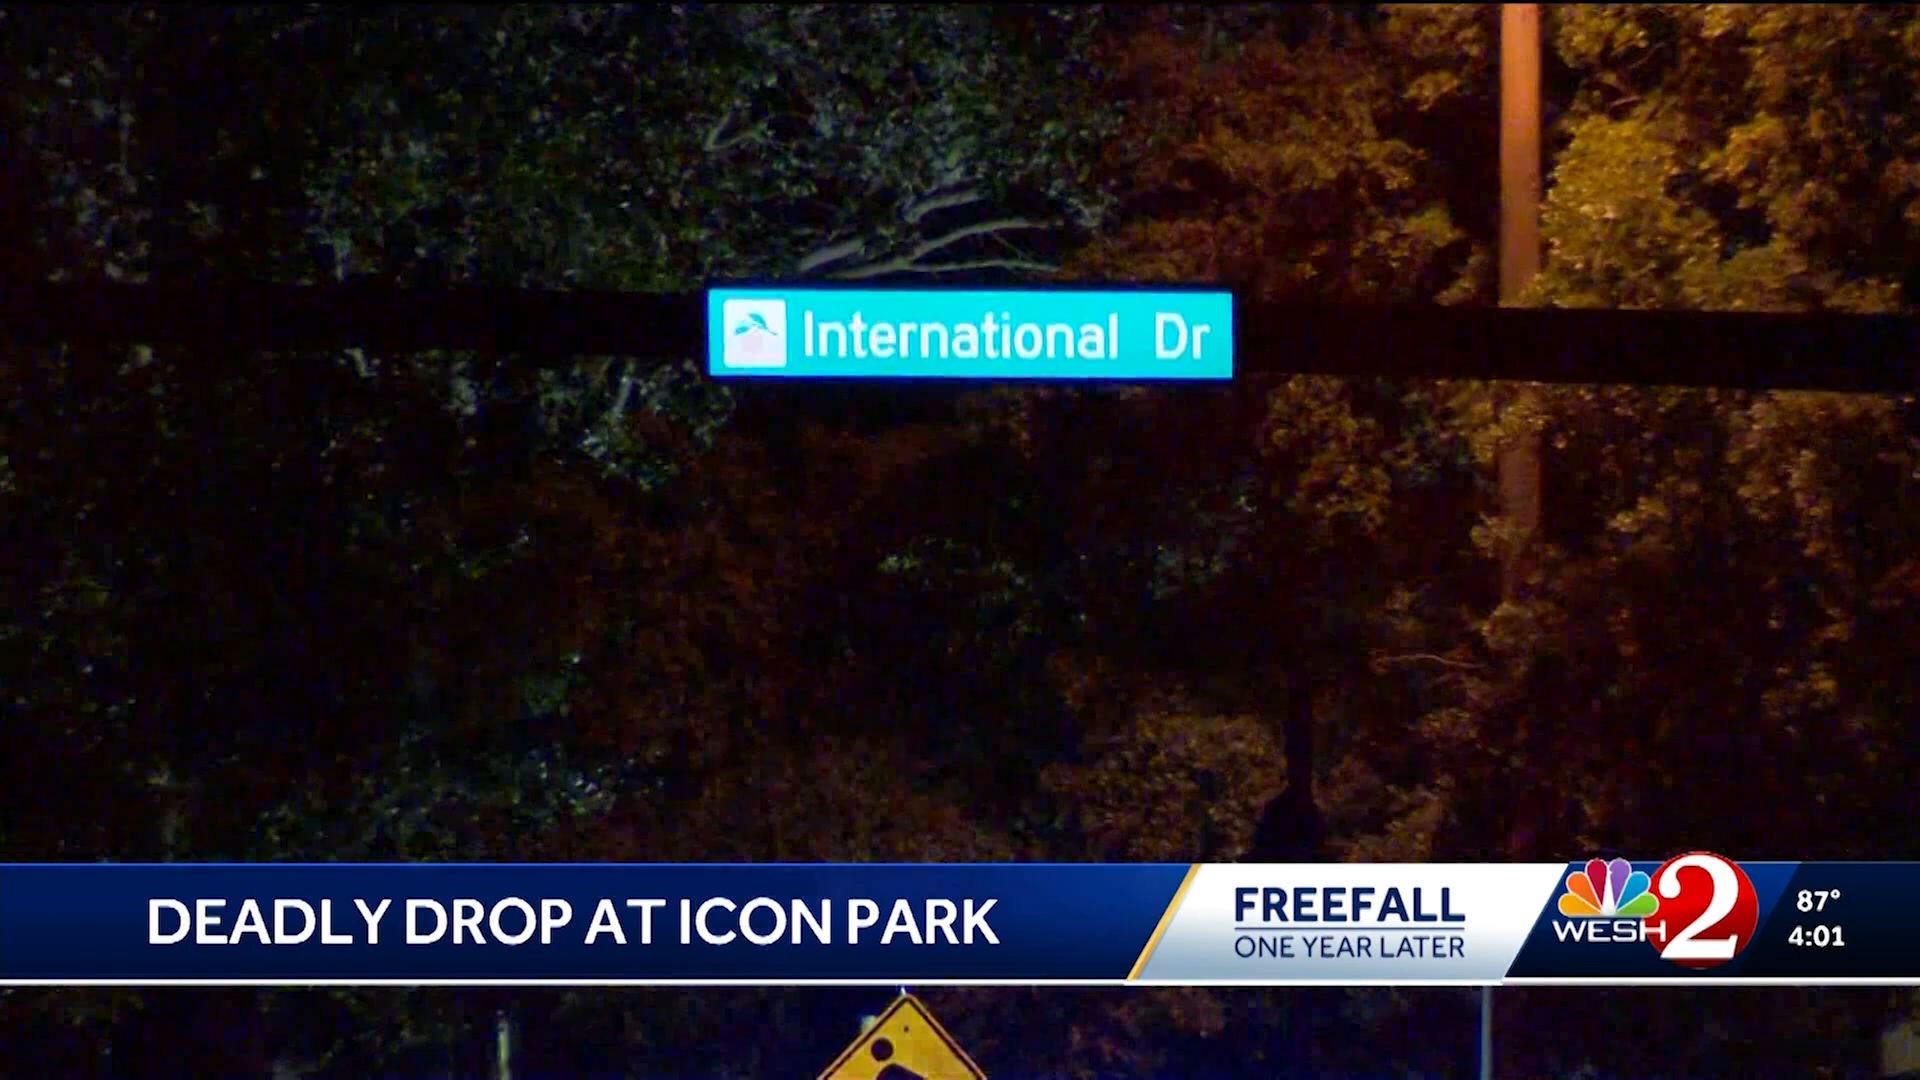 International Dr
DEADLY DROP AT ICON PARK
FREEFALL
ONE YEAR LATER
WESH 2
87°
4:01